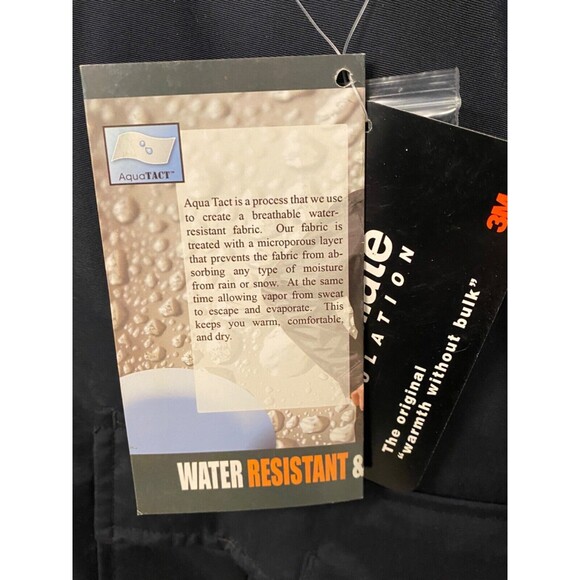 AquaTACT™
Aqua Tact is a process that we use
to create a breathable water-
resistant fabric. Our fabric is
treated with a microporous layer
that prevents the fabric from ab-
sorbing any type of moisture
from rain or snow. At the same
time allowing vapor from sweat
to escape and evaporate. This
keeps you warm, comfortable,
and dry.
WATER RESISTANT &
3M
The original
"warmth without bulk"